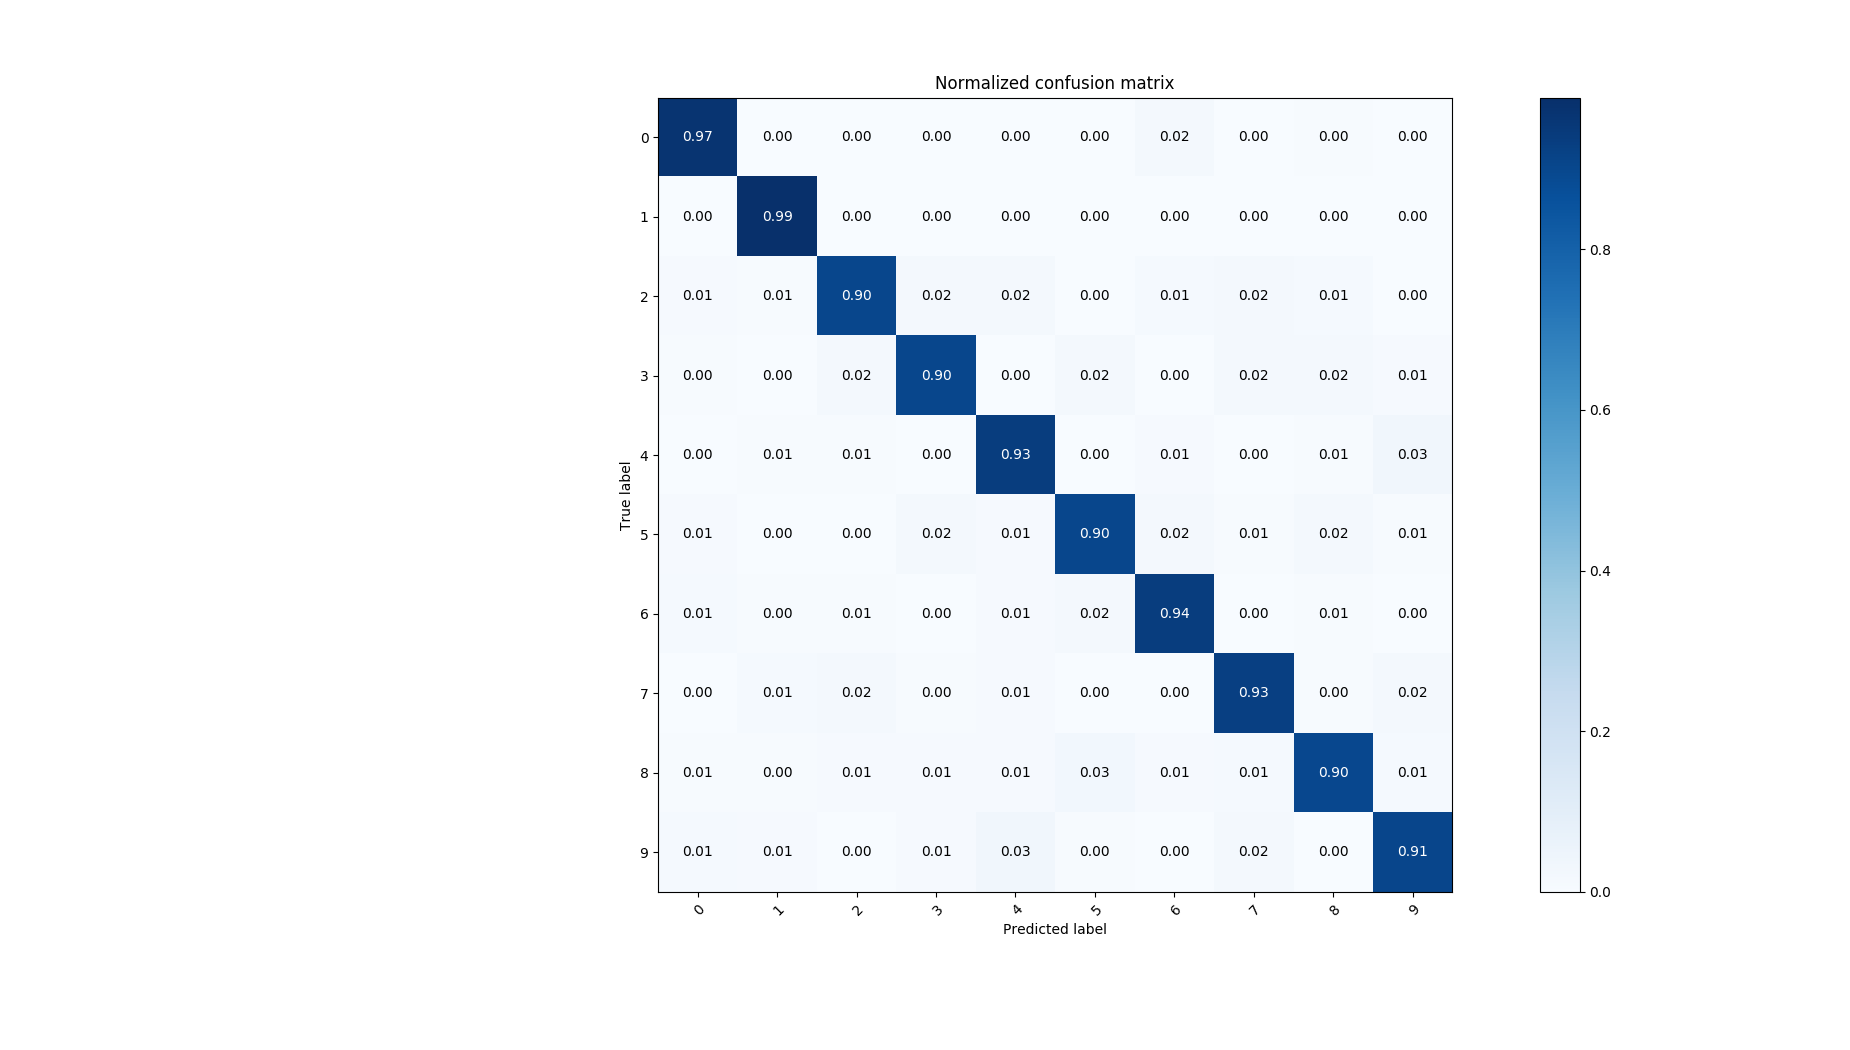 Normalized confusion matrix
0 0.97 0.00 0.00 0.00 0.00 0.00 0.02 0.00 0.00 0.00
1 0.00 0.99 0.00 0.00 0.00 0.00 0.00 0.00 0.00 0.00
2 0.01 0.01 0.90 0.02 0.02 0.00 0.01 0.02 0.01 0.00
3 0.00 0.00 0.02 0.90 0.00 0.02 0.00 0.02 0.02 0.01
4 0.00 0.01 0.01 0.00 0.93 0.00 0.01 0.00 0.01 0.03
5 0.01 0.00 0.00 0.02 0.01 0.90 0.02 0.01 0.02 0.01
6 0.01 0.00 0.01 0.00 0.01 0.02 0.94 0.00 0.01 0.00
7 0.00 0.01 0.02 0.00 0.01 0.00 0.00 0.93 0.00 0.02
8 0.01 0.00 0.01 0.01 0.01 0.03 0.01 0.01 0.90 0.01
9 0.01 0.01 0.00 0.01 0.03 0.00 0.00 0.02 0.00 0.91
0 1 2 3 4 5 6 7 8 9
True label
Predicted label
0.8
0.6
0.4
0.2
0.0